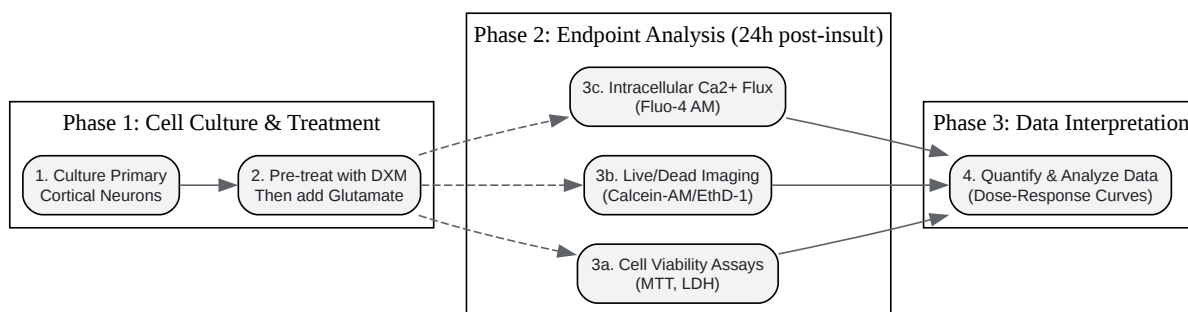 Phase 1: Cell Culture & Treatment
1. Culture Primary
Cortical Neurons
2. Pre-treat with DXM
Then add Glutamate
Phase 2: Endpoint Analysis (24h post-insult)
3c. Intracellular Ca2+ Flux
(Fluo-4 AM)
3b. Live/Dead Imaging
(Calcein-AM/EthD-1)
3a. Cell Viability Assays
(MTT, LDH)
Phase 3: Data Interpretation
4. Quantify & Analyze Data
(Dose-Response Curves)